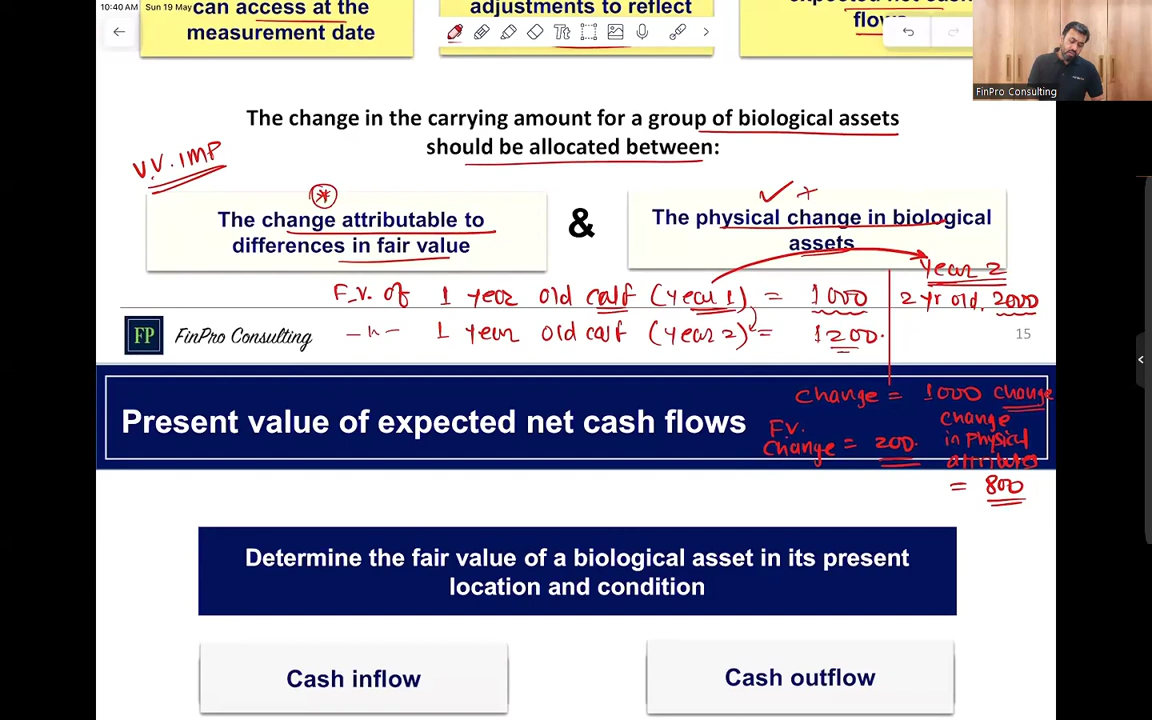 10:40 AM Sun 19 May
can access at the
measurement date
adjustments to reflect
expected net cash
flows
Tt
FinPro Consulting
The change in the carrying amount for a group of biological assets
should be allocated between:
V.V. IMP
The change attributable to
differences in fair value
&
The physical change in biological
assets
Year 2
F.V. of 1 year old calf (year 1) = 1000
2 yr old. 2000
-"- 1 year old calf (year 2) = 1200.
FP FinPro Consulting
15
Change = 1000 change
Present value of expected net cash flows
F.V.
Change = 200.
change
in physical
attributes
= 800
Determine the fair value of a biological asset in its present
location and condition
Cash inflow
Cash outflow